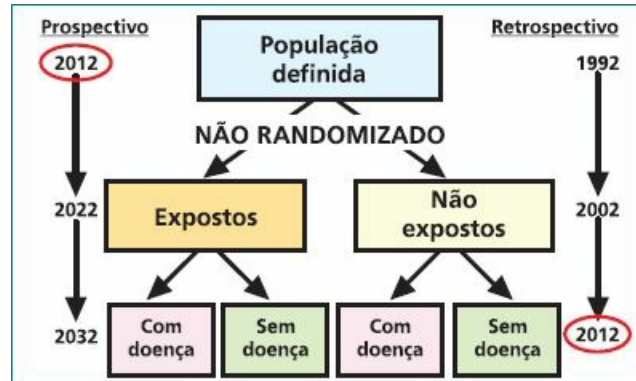 Prospectivo
2012
2022
2032
População
definida
NÃO RANDOMIZADO
Expostos
Não
expostos
Com
doença
Sem
doença
Com
doença
Sem
doença
Retrospectivo
1992
2002
2012